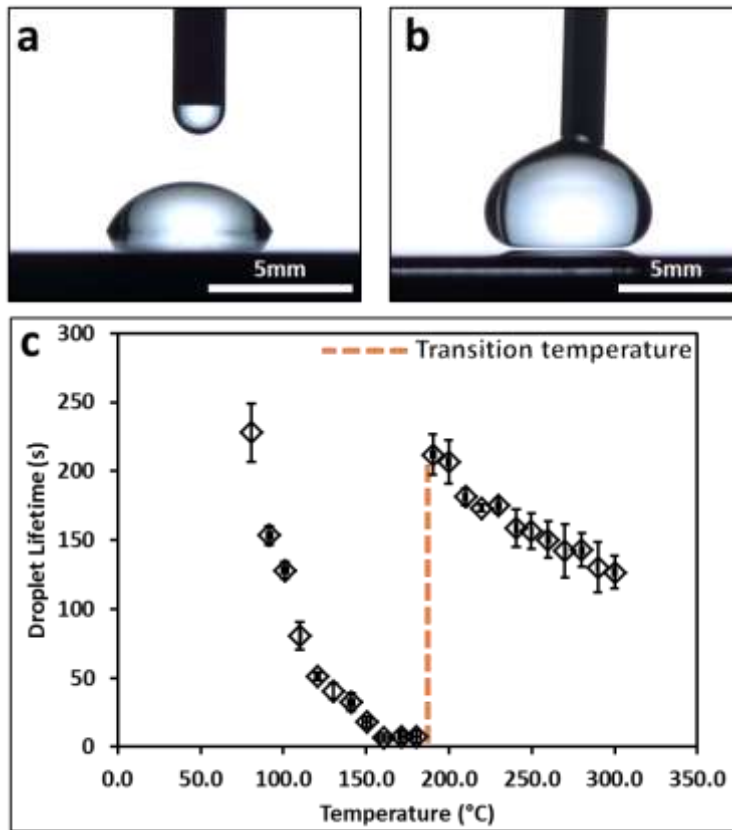 a
b
5mm
5mm
c
300
Transition temperature
250
200
150
100
50
0
Droplet Lifetime (s)
0.0 50.0 100.0 150.0 200.0 250.0 300.0 350.0
Temperature (°C)